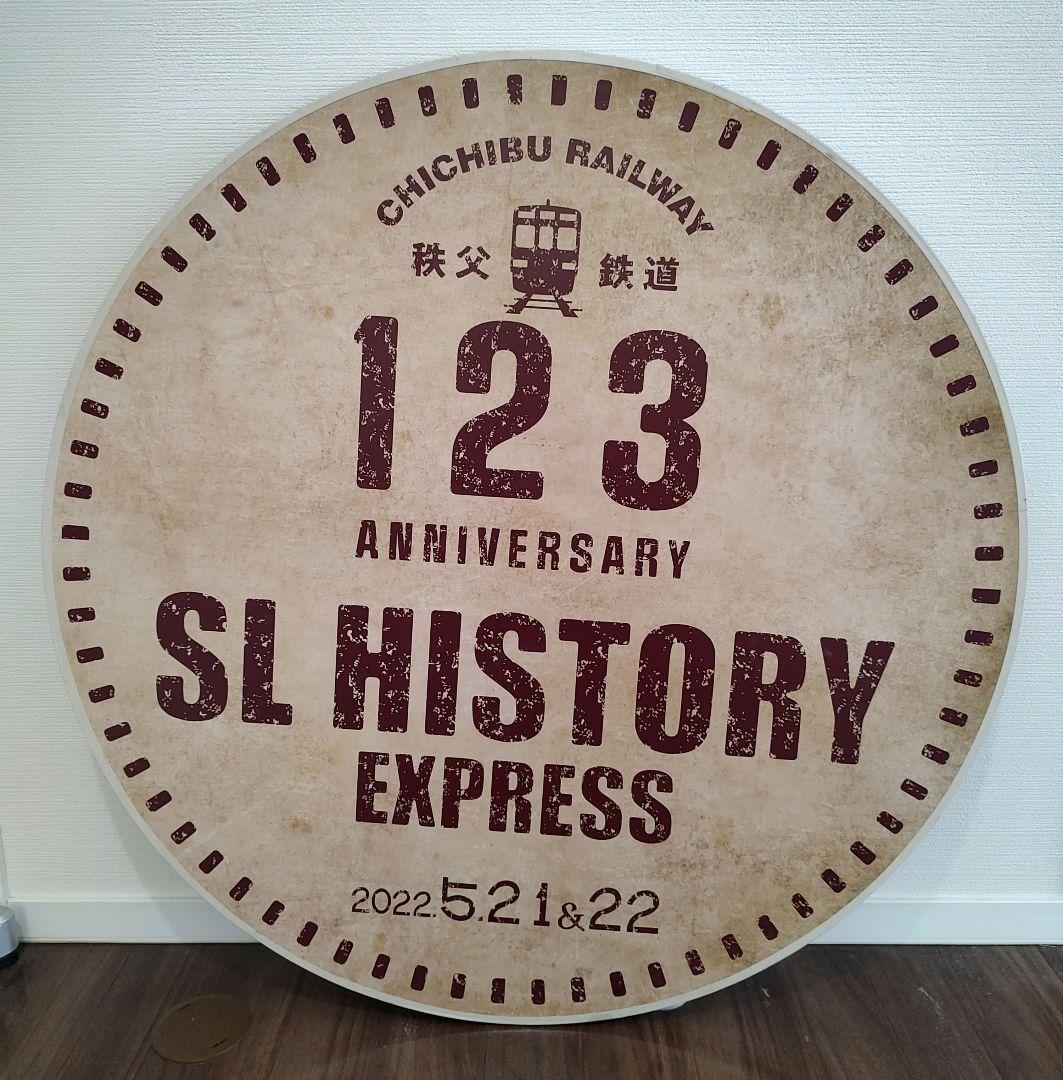 CHICHIBU RAILWAY
秩父 鉄道
123
ANNIVERSARY
SL HISTORY
EXPRESS
2022.5.21&22